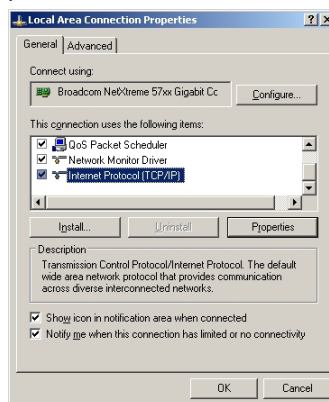 Local Area Connection Properties
General Advanced
Connect using:
Broadcom NetXtreme 57xx Gigabit Cc
Configure...
This connection uses the following items:
QoS Packet Scheduler
Network Monitor Driver
Internet Protocol (TCP/IP)
Install... Uninstall Properties
Description
Transmission Control Protocol/Internet Protocol. The default
wide area network protocol that provides communication
across diverse interconnected networks.
Show icon in notification area when connected
Notify me when this connection has limited or no connectivity
OK Cancel